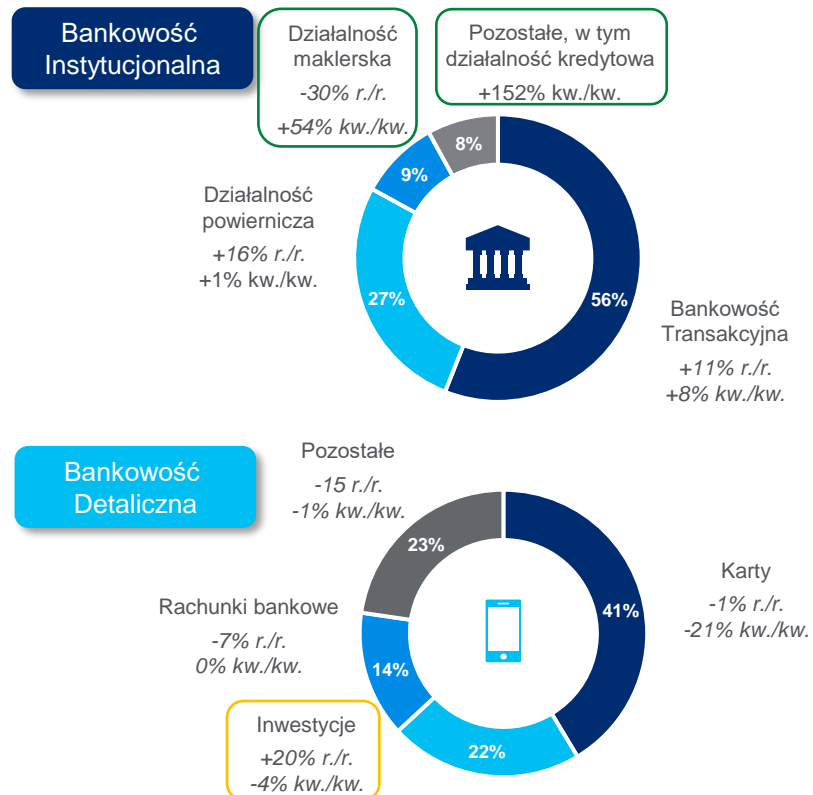 Bankowość
Instytucjonalna
Działalność
maklerska
-30% r./r.
+54% kw./kw.
Pozostałe, w tym
działalność kredytowa
+152% kw./kw.
8%
9%
27%
56%
Działalność
powiernicza
+16% r./r.
+1% kw./kw.
Bankowość
Transakcyjna
+11% r./r.
+8% kw./kw.
Bankowość
Detaliczna
Pozostałe
-15 r./r.
-1% kw./kw.
23%
41%
14%
22%
Karty
-1% r./r.
-21% kw./kw.
Rachunki bankowe
-7% r./r.
0% kw./kw.
Inwestycje
+20% r./r.
-4% kw./kw.